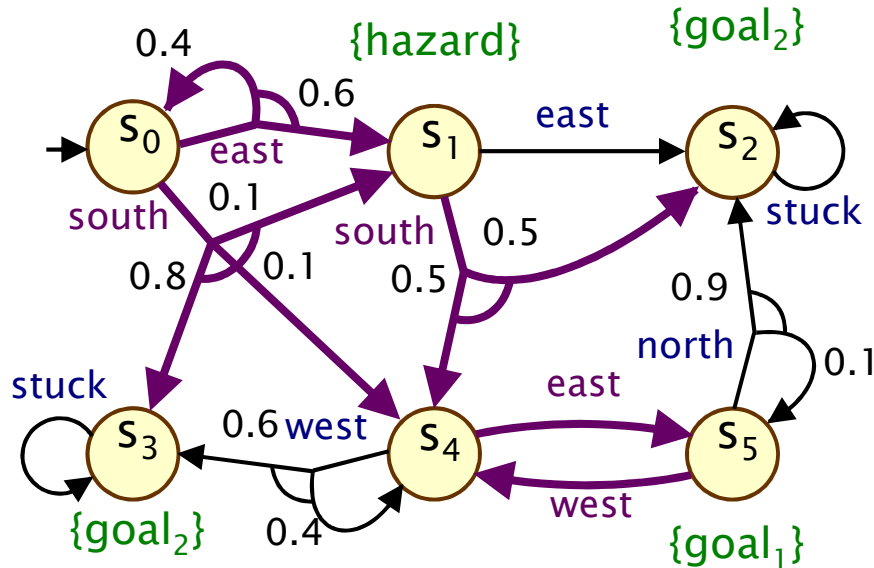 0.4
{hazard}
{goal₂}
0.6
s₀
s₁
east
s₂
east
0.1
south
south
0.5
stuck
0.8
0.1
0.5
0.9
north
0.1
stuck
east
0.6
west
s₃
s₄
s₅
west
{goal₂}
0.4
{goal₁}